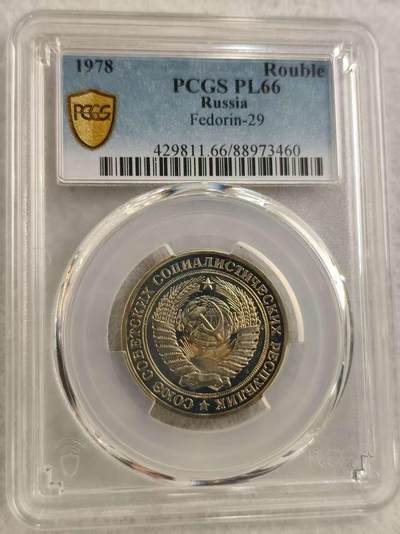 1978 Rouble
PCGS PL66
Russia
Fedorin-29
429811.66/88973460
PCGS
СОЮЗ СОВЕТСКИХ СОЦИАЛИСТИЧЕСКИХ РЕСПУБЛИК